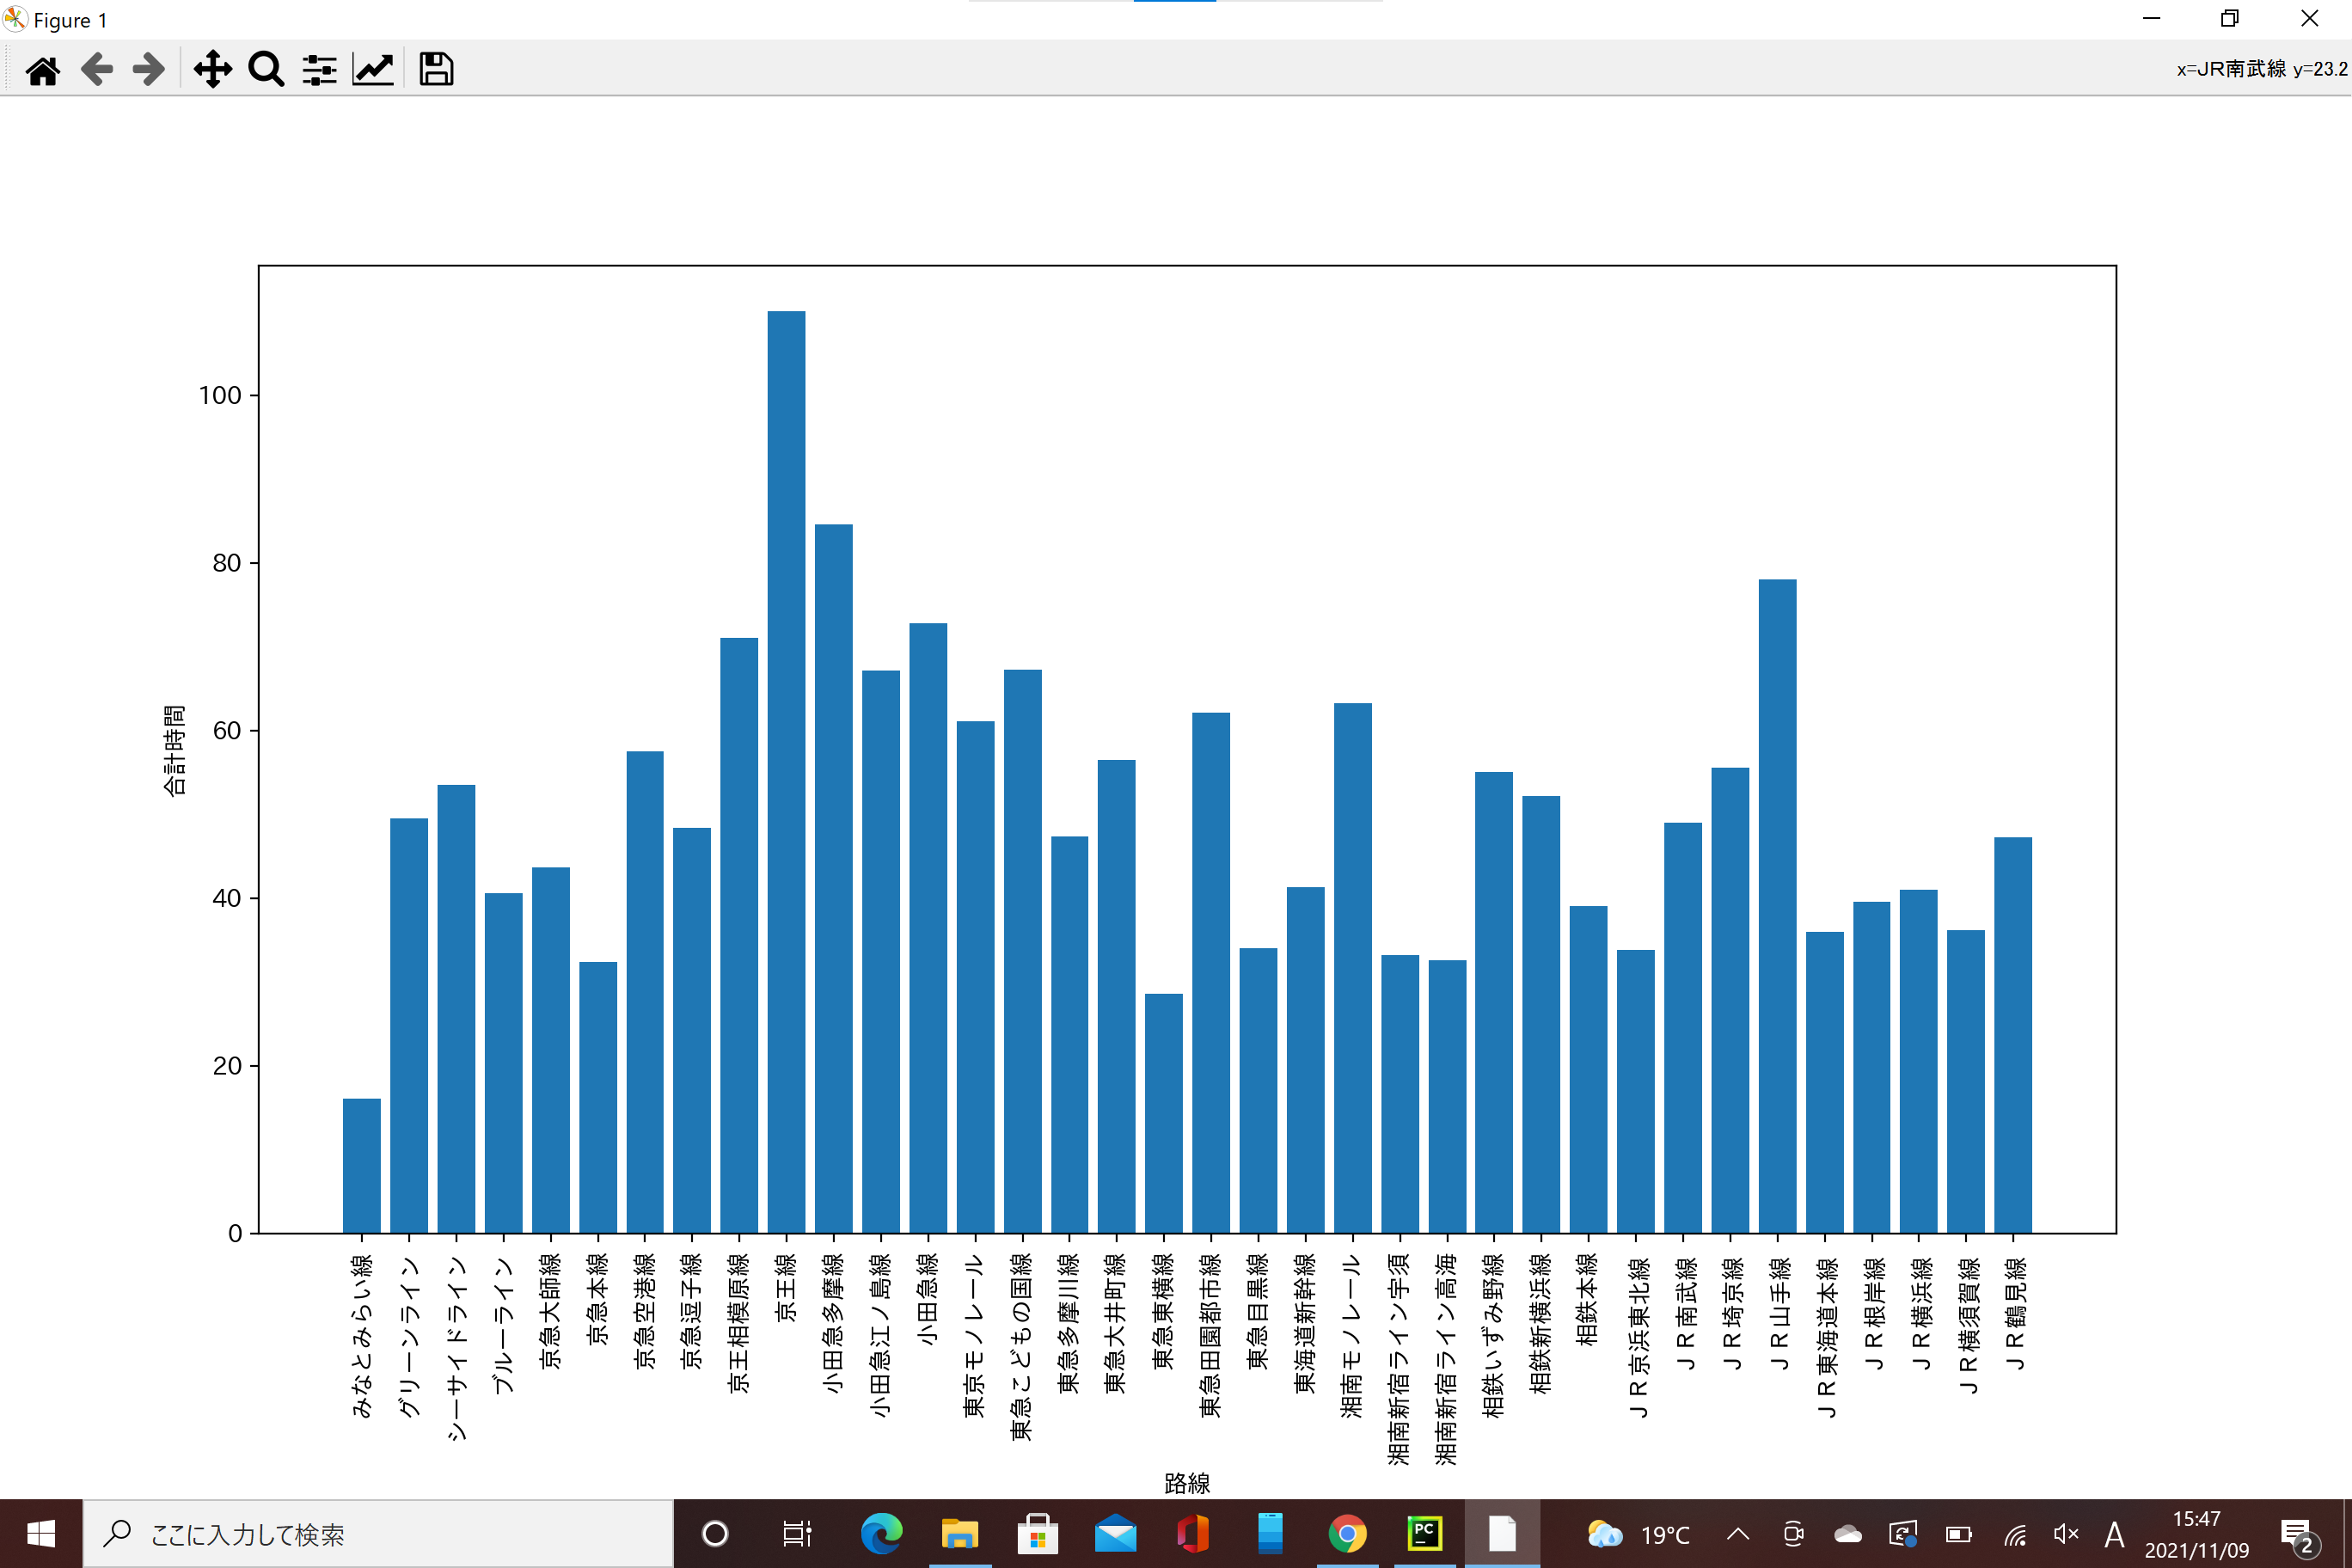 Figure 1
x=JR南武線 y=23.2
合計時間
100
80
60
40
20
0
みなとみらい線
グリーンライン
シーサイドライン
ブルーライン
京急大師線
京急本線
京急空港線
京急逗子線
京王相模原線
京王線
小田急多摩線
小田急江ノ島線
小田急線
東京モノレール
東急こどもの国線
東急多摩川線
東急大井町線
東急東横線
東急田園都市線
東急目黒線
東海道新幹線
湘南モノレール
湘南新宿ライン宇須
湘南新宿ライン高海
相鉄いずみ野線
相鉄新横浜線
相鉄本線
ＪＲ京浜東北線
ＪＲ南武線
ＪＲ埼京線
ＪＲ山手線
ＪＲ東海道本線
ＪＲ根岸線
ＪＲ横浜線
ＪＲ横須賀線
ＪＲ鶴見線
路線
ここに入力して検索
PC
19°C
A
15:47
2021/11/09
2